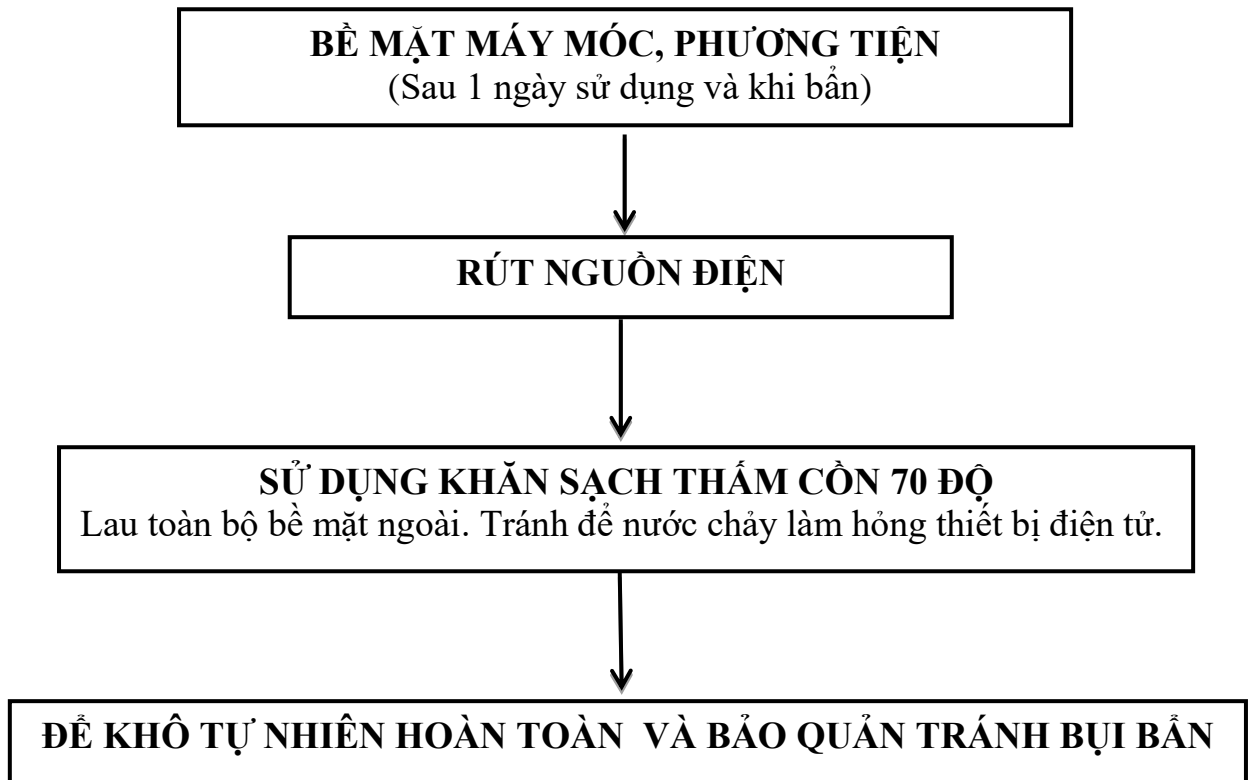 BỀ MẶT MÁY MÓC, PHƯƠNG TIỆN
(Sau 1 ngày sử dụng và khi bẩn)
RÚT NGUỒN ĐIỆN
SỬ DỤNG KHĂN SẠCH THẤM CỒN 70 ĐỘ
Lau toàn bộ bề mặt ngoài. Tránh để nước chảy làm hỏng thiết bị điện tử.
ĐỂ KHÔ TỰ NHIÊN HOÀN TOÀN VÀ BẢO QUẢN TRÁNH BỤI BẨN